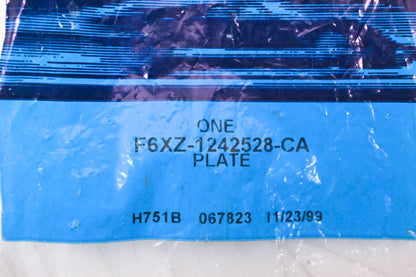 ONE
F6XZ-1242528-CA
PLATE
H751B 067823 11/23/99